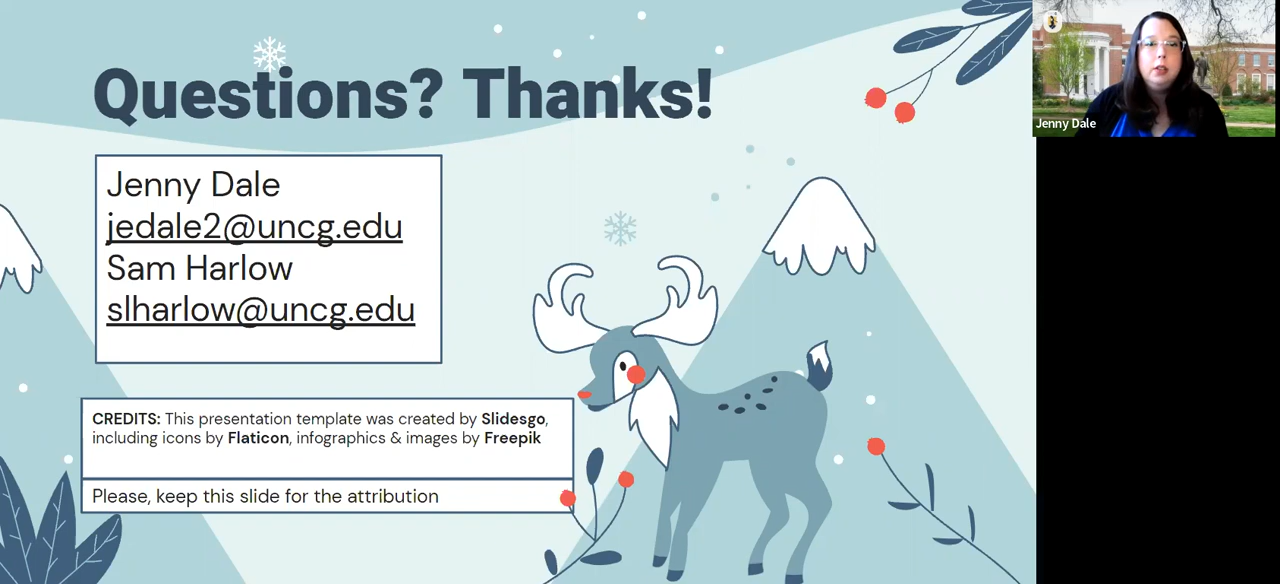 Questions? Thanks!
Jenny Dale
jedale2@uncg.edu
Sam Harlow
slharlow@uncg.edu
CREDITS: This presentation template was created by Slidesgo,
including icons by Flaticon, infographics & images by Freepik
Please, keep this slide for the attribution
Jenny Dale